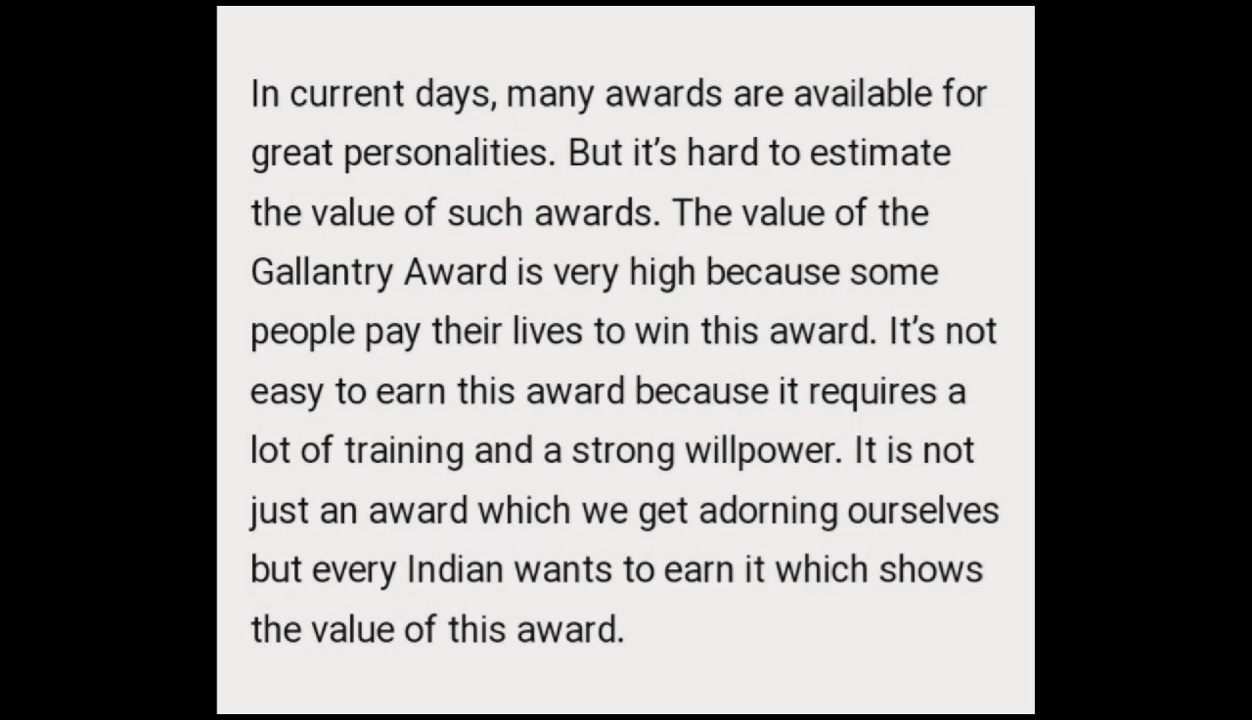 In current days, many awards are available for
great personalities. But it’s hard to estimate
the value of such awards. The value of the
Gallantry Award is very high because some
people pay their lives to win this award. It’s not
easy to earn this award because it requires a
lot of training and a strong willpower. It is not
just an award which we get adorning ourselves
but every Indian wants to earn it which shows
the value of this award.